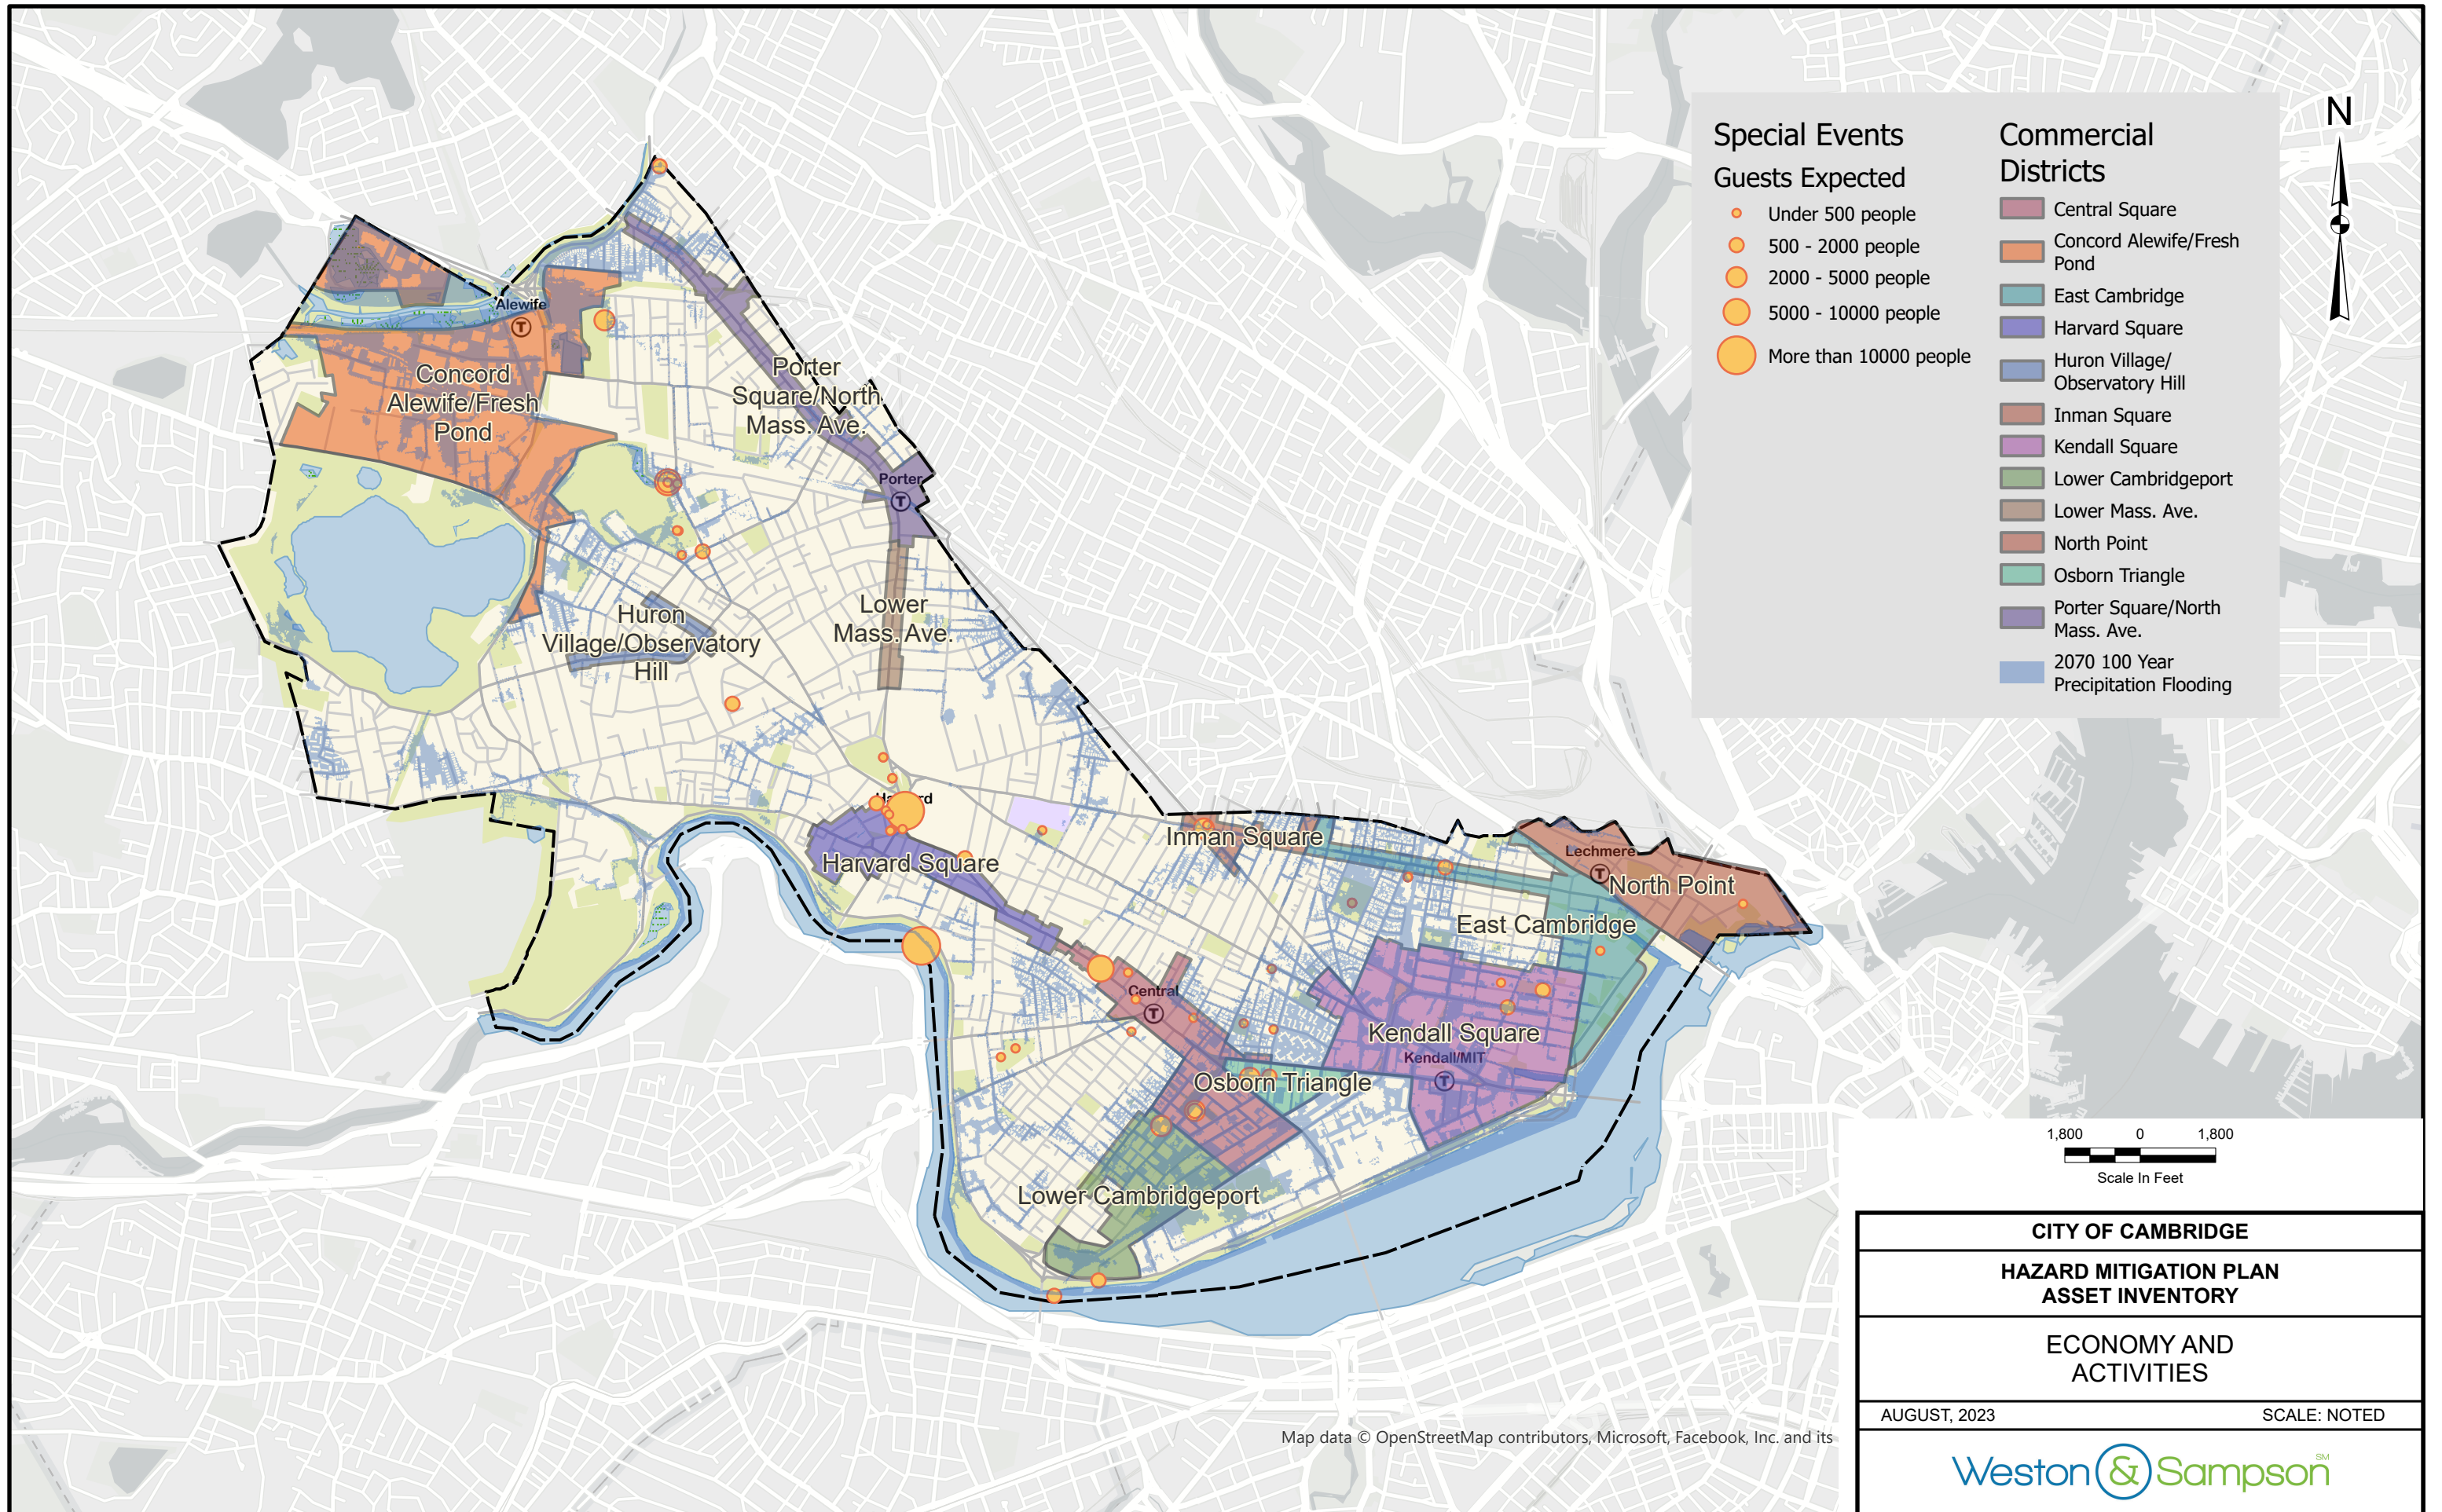 N
Special Events
Guests Expected
Under 500 people
500 - 2000 people
2000 - 5000 people
5000 - 10000 people
More than 10000 people
Commercial
Districts
Central Square
Concord Alewife/Fresh
Pond
East Cambridge
Harvard Square
Huron Village/
Observatory Hill
Inman Square
Kendall Square
Lower Cambridgeport
Lower Mass. Ave.
North Point
Osborn Triangle
Porter Square/North
Mass. Ave.
2070 100 Year
Precipitation Flooding
Alewife
T
Concord
Alewife/Fresh
Pond
Porter
Square/North
Mass. Ave.
Porter
T
Lower
Mass. Ave.
Huron
Village/Observatory
Hill
Harvard Square
Inman Square
Lechmere
T
North Point
East Cambridge
Central
T
Kendall Square
Kendall/MIT
T
Osborn Triangle
Lower Cambridgeport
1,800 0 1,800
Scale In Feet
CITY OF CAMBRIDGE
HAZARD MITIGATION PLAN
ASSET INVENTORY
ECONOMY AND
ACTIVITIES
AUGUST, 2023 SCALE: NOTED
Map data © OpenStreetMap contributors, Microsoft, Facebook, Inc. and its
Weston & Sampson SM